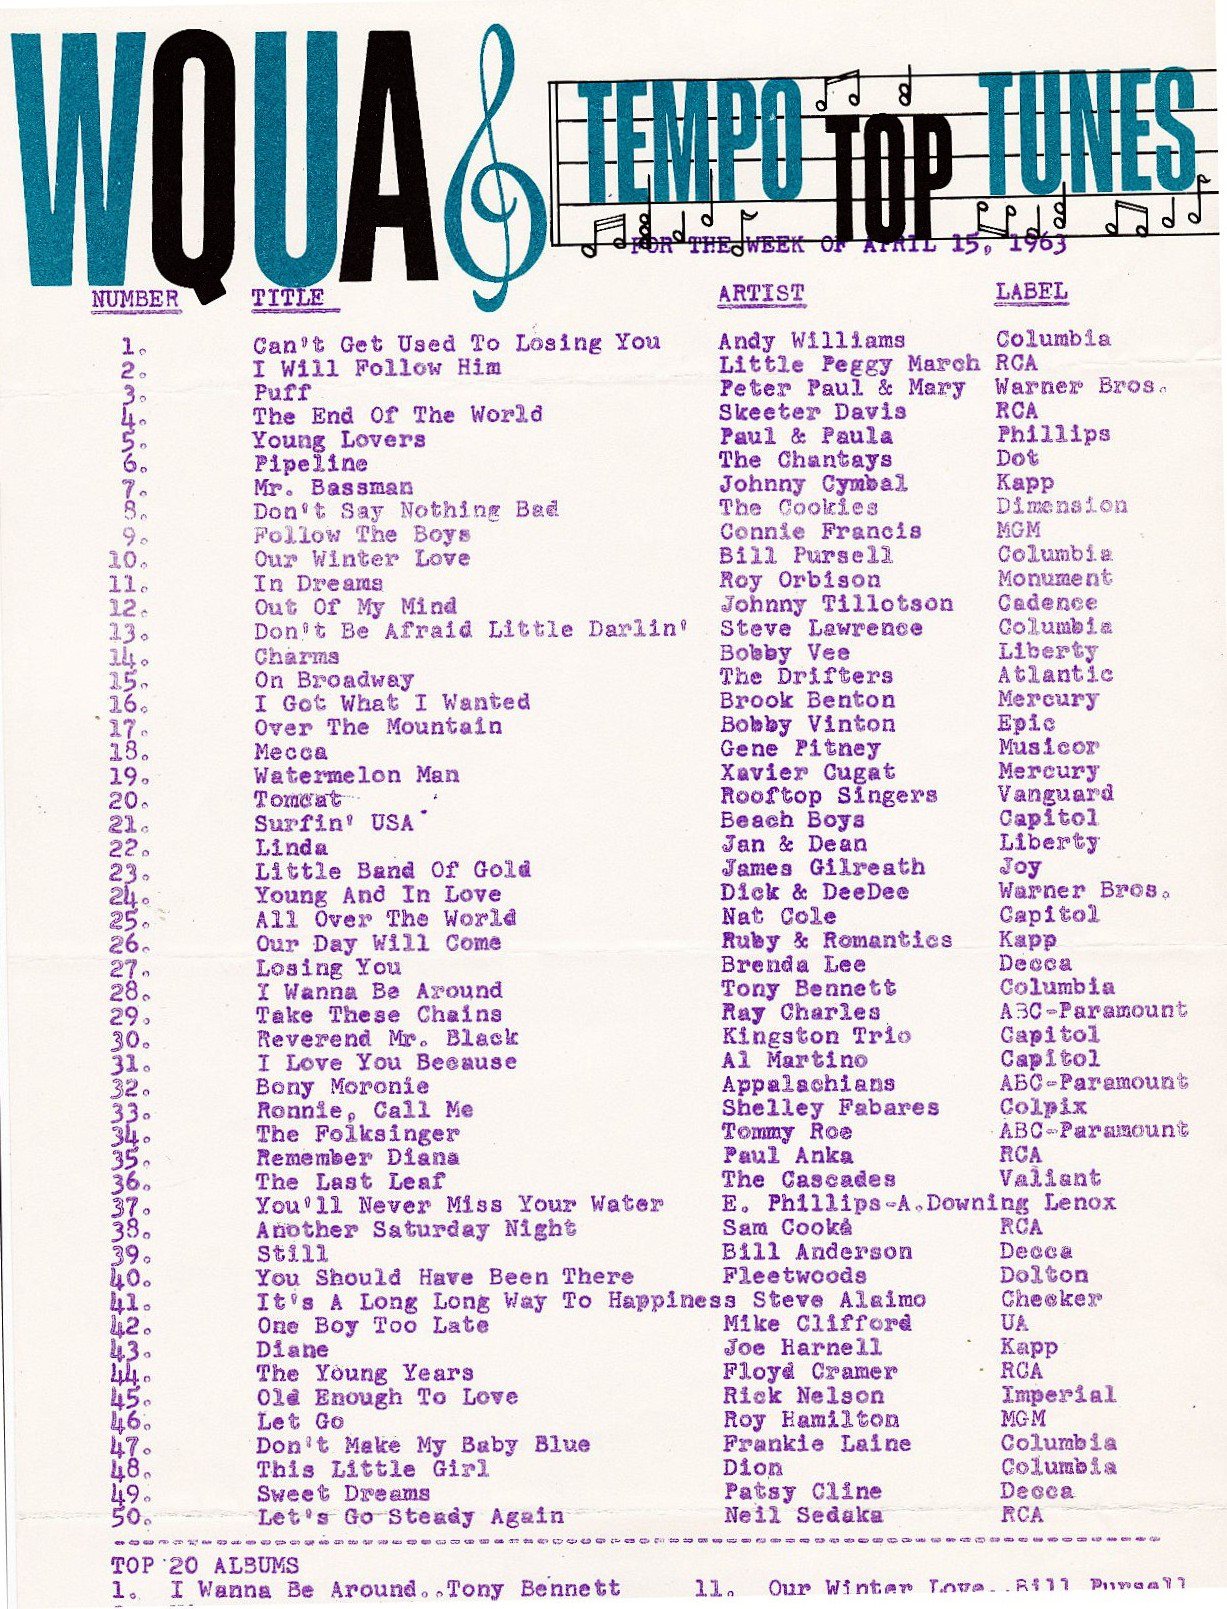 WQUA TEMPO TOP TUNES
FOR THE WEEK OF APRIL 15, 1963
NUMBER TITLE ARTIST LABEL
1. Can't Get Used To Losing You Andy Williams Columbia
2. I Will Follow Him Little Peggy March RCA
3. Puff Peter Paul & Mary Warner Bros.
4. The End Of The World Skeeter Davis RCA
5. Young Lovers Paul & Paula Phillips
6. Pipeline The Chantays Dot
7. Mr. Bassman Johnny Cymbal Kapp
8. Don't Say Nothing Bad The Cookies Dimension
9. Follow The Boys Connie Francis MGM
10. Our Winter Love Bill Pursell Columbia
11. In Dreams Roy Orbison Monument
12. Out Of My Mind Johnny Tillotson Cadence
13. Don't Be Afraid Little Darlin' Steve Lawrence Columbia
14. Charms Bobby Vee Liberty
15. On Broadway The Drifters Atlantic
16. I Got What I Wanted Brook Benton Mercury
17. Over The Mountain Bobby Vinton Epic
18. Mecca Gene Pitney Musicor
19. Watermelon Man Xavier Cugat Mercury
20. Tomcat Rooftop Singers Vanguard
21. Surfin' USA Beach Boys Capitol
22. Linda Jan & Dean Liberty
23. Little Band Of Gold James Gilreath Joy
24. Young And In Love Dick & DeeDee Warner Bros.
25. All Over The World Nat Cole Capitol
26. Our Day Will Come Ruby & Romantics Kapp
27. Losing You Brenda Lee Decca
28. I Wanna Be Around Tony Bennett Columbia
29. Take These Chains Ray Charles ABC-Paramount
30. Reverend Mr. Black Kingston Trio Capitol
31. I Love You Because Al Martino Capitol
32. Bony Moronie Appalachians ABC-Paramount
33. Ronnie, Call Me Shelley Fabares Colpix
34. The Folksinger Tommy Roe ABC-Paramount
35. Remember Diana Paul Anka RCA
36. The Last Leaf The Cascades Valiant
37. You'll Never Miss Your Water E. Phillips-A.Downing Lenox
38. Another Saturday Night Sam Cooke RCA
39. Still Bill Anderson Decca
40. You Should Have Been There Fleetwoods Dolton
41. It's A Long Long Way To Happiness Steve Alaimo Checker
42. One Boy Too Late Mike Clifford UA
43. Diane Joe Harnell Kapp
44. The Young Years Floyd Cramer RCA
45. Old Enough To Love Rick Nelson Imperial
46. Let Go Roy Hamilton MGM
47. Don't Make My Baby Blue Frankie Laine Columbia
48. This Little Girl Dion Columbia
49. Sweet Dreams Patsy Cline Decca
50. Let's Go Steady Again Neil Sedaka RCA
TOP 20 ALBUMS
1. I Wanna Be Around..Tony Bennett 11. Our Winter Love..Bill Pursell